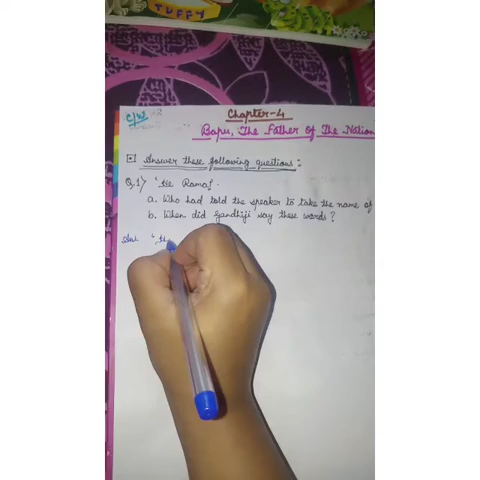 TUFFY
C/W
Chapter-4
Bapu, The Father Of The Nation
Answer these following questions:
Q.1) "He Rama!".
a. Who had told the speaker to take the name of
b. When did Gandhiji say these words?
Ans "